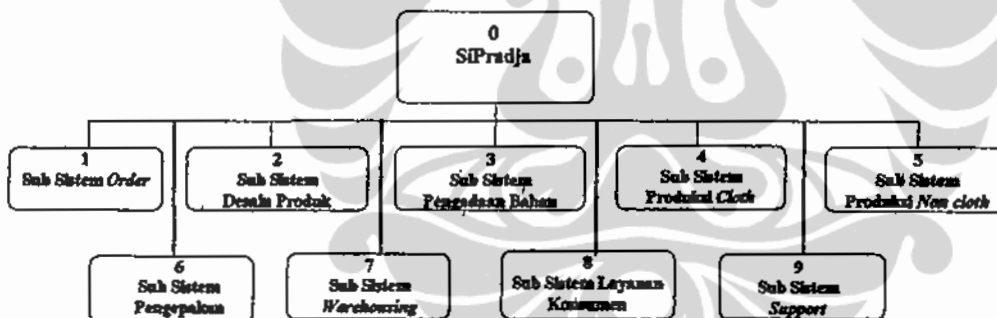 0
SiPradja
1
Sub Sistem Order
2
Sub Sistem
Desain Produk
3
Sub Sistem
Pengadaan Bahan
4
Sub Sistem
Produksi Cloth
5
Sub Sistem
Produksi Non cloth
6
Sub Sistem
Pengepakan
7
Sub Sistem
Warehousing
8
Sub Sistem Layanan
Konsumen
9
Sub Sistem
Support